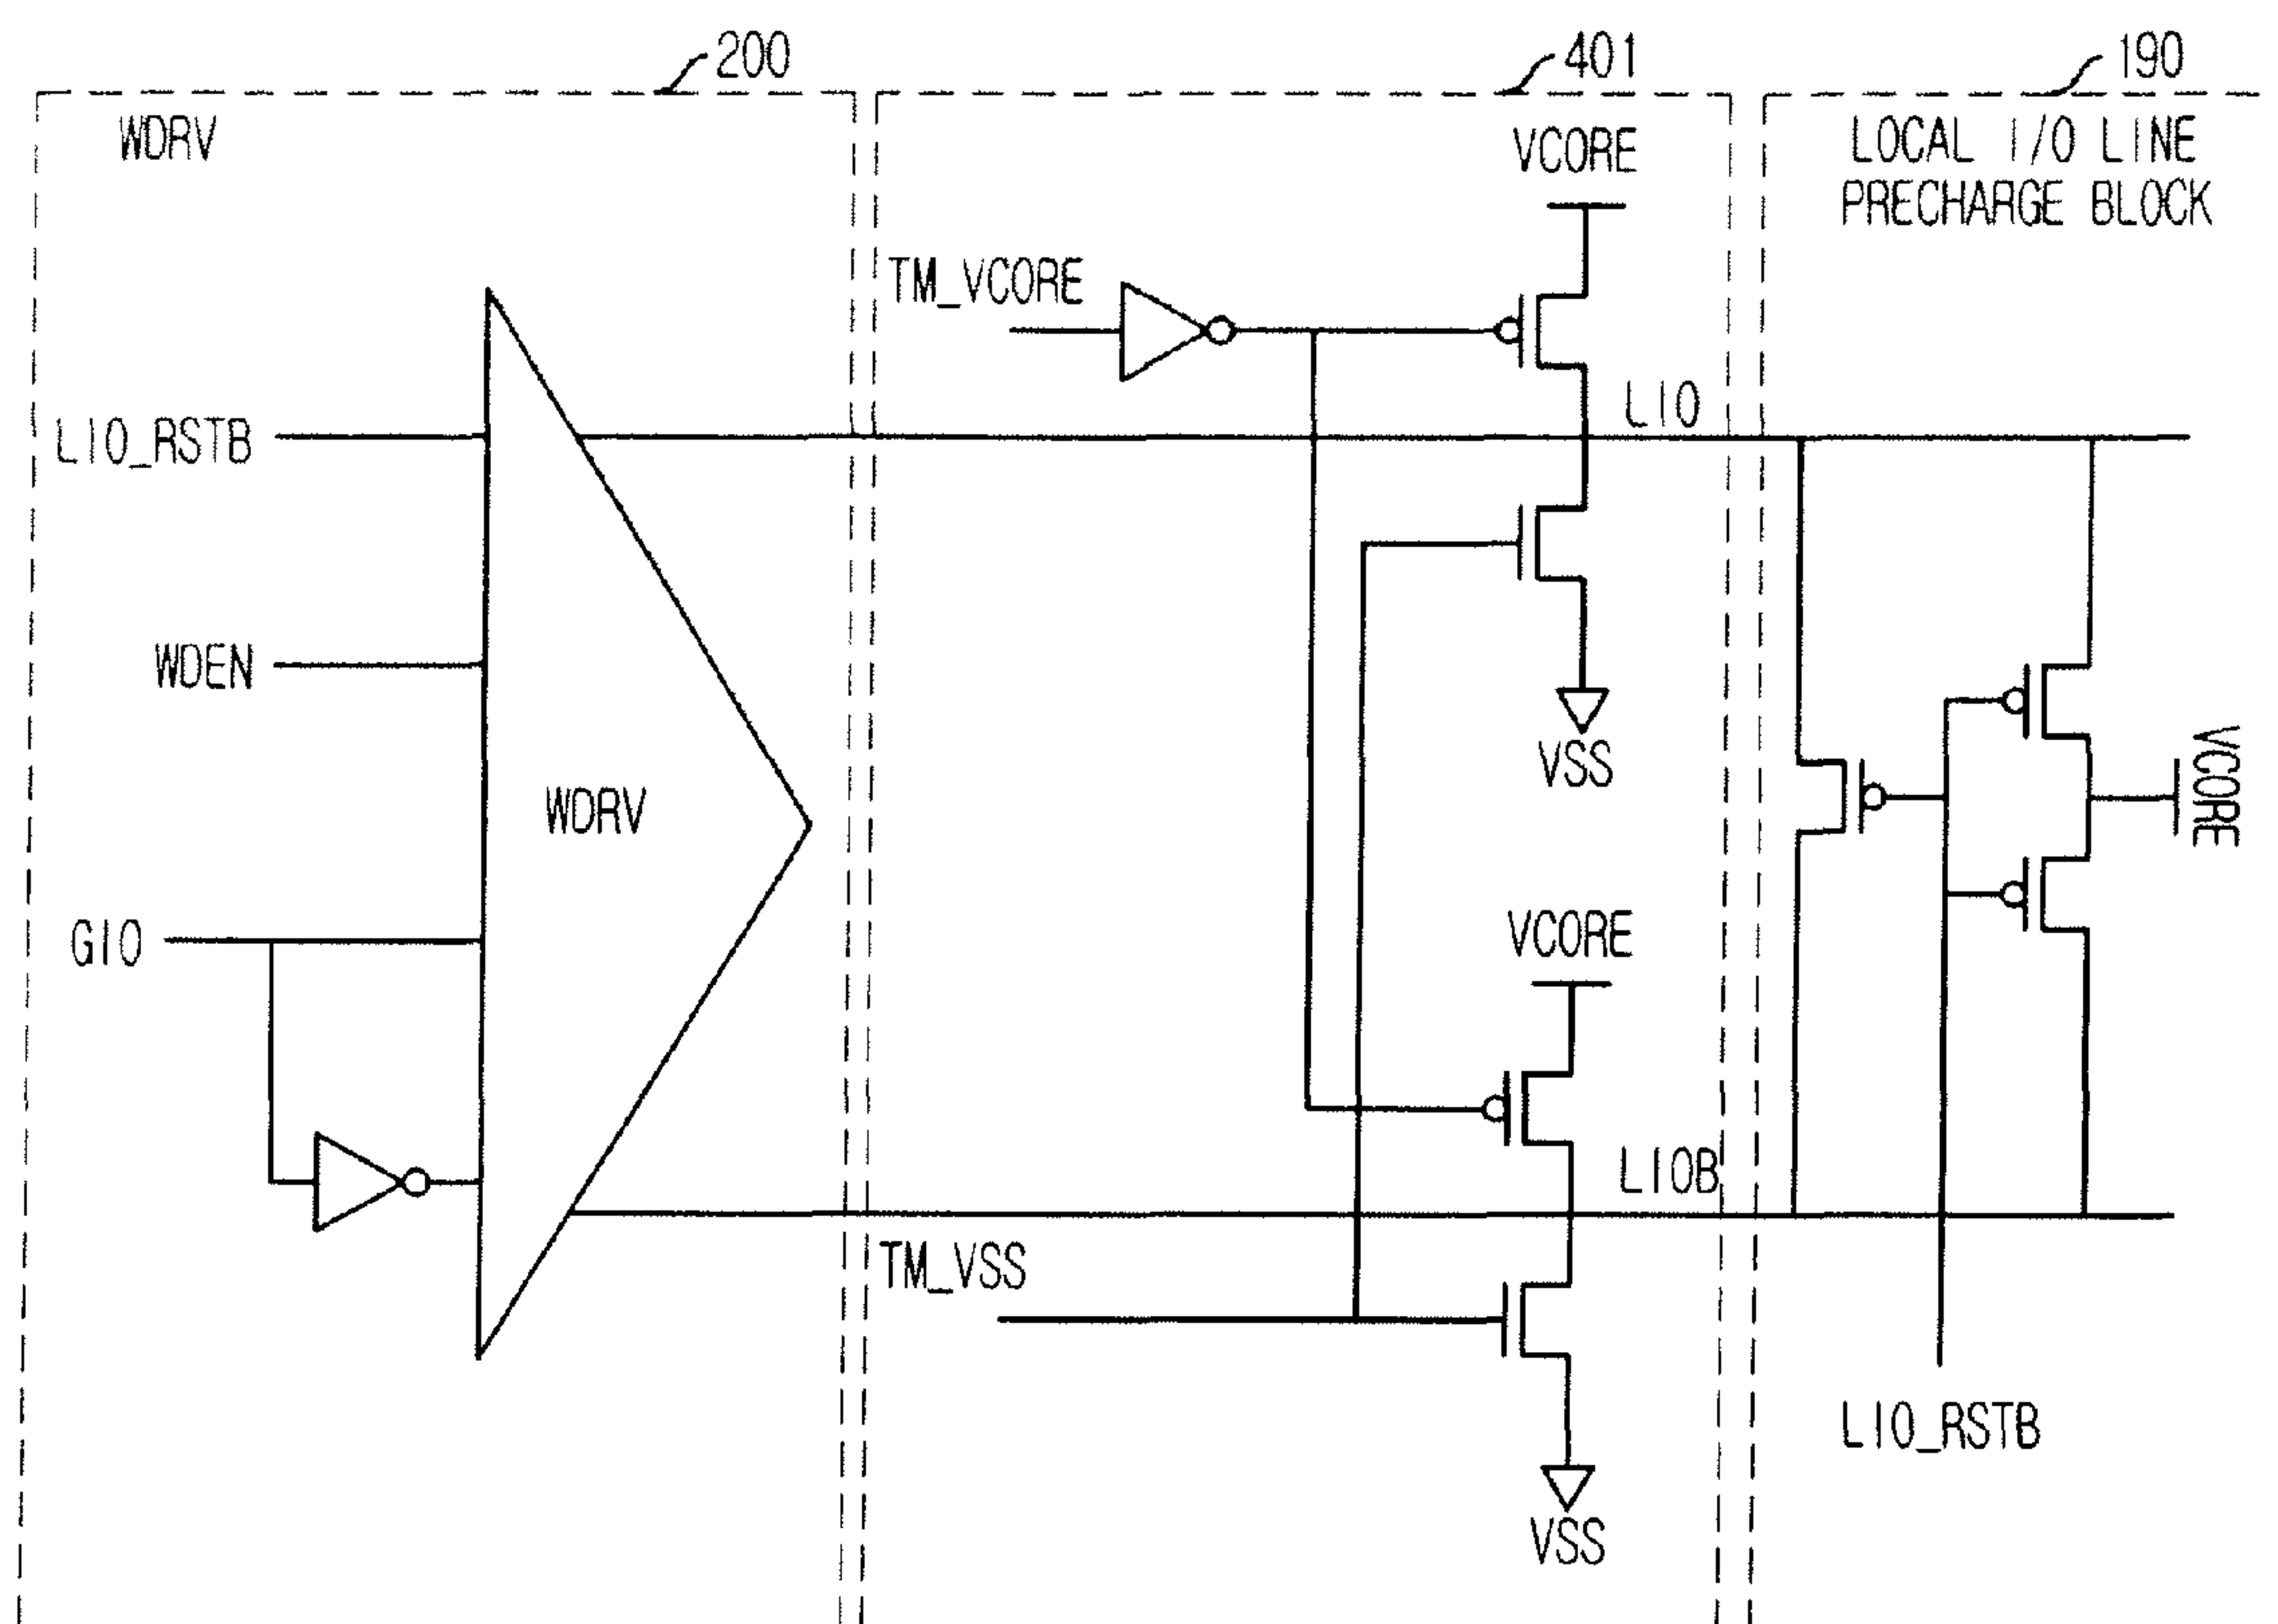 200
401
190
WDRV
VCORE
LOCAL I/O LINE
PRECHARGE BLOCK
TM_VCORE
LIO
LIO_RSTB
WDEN
VSS
VCORE
WDRV
GIO
VCORE
LIOB
TM_VSS
LIO_RSTB
VSS